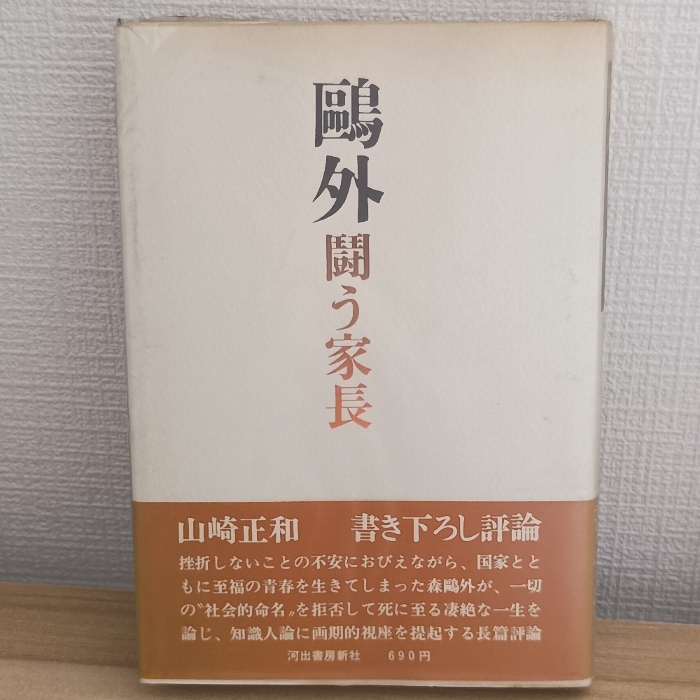 鷗外
闘う家長
山崎正和 書き下ろし評論
挫折しないことの不安におびえながら、国家とと
もに至福の青春を生きてしまった森鷗外が、一切
の〝社会的命名〟を拒否して死に至る凄絶な一生を
論じ、知識人論に画期的視座を提起する長篇評論
河出書房新社 690円